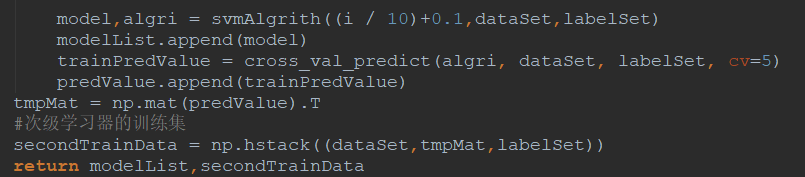 model,algri = svmAlgrith((i / 10)+0.1,dataSet,labelSet)
modelList.append(model)
trainPredValue = cross_val_predict(algri, dataSet, labelSet, cv=5)
predValue.append(trainPredValue)
tmpMat = np.mat(predValue).T
#次级学习器的训练集
secondTrainData = np.hstack((dataSet,tmpMat,labelSet))
return modelList,secondTrainData